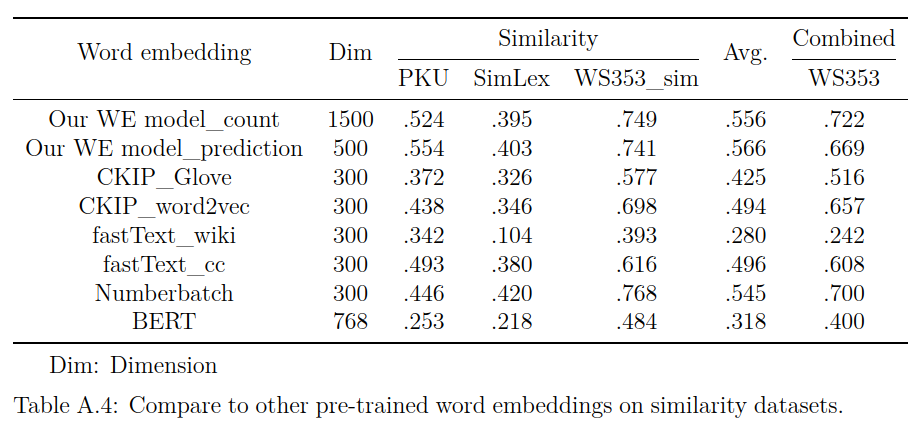 Word embedding Dim Similarity Avg. Combined
PKU SimLex WS353_sim WS353
Our WE model_count 1500 .524 .395 .749 .556 .722
Our WE model_prediction 500 .554 .403 .741 .566 .669
CKIP_Glove 300 .372 .326 .577 .425 .516
CKIP_word2vec 300 .438 .346 .698 .494 .657
fastText_wiki 300 .342 .104 .393 .280 .242
fastText_cc 300 .493 .380 .616 .496 .608
Numberbatch 300 .446 .420 .768 .545 .700
BERT 768 .253 .218 .484 .318 .400
Dim: Dimension
Table A.4: Compare to other pre-trained word embeddings on similarity datasets.